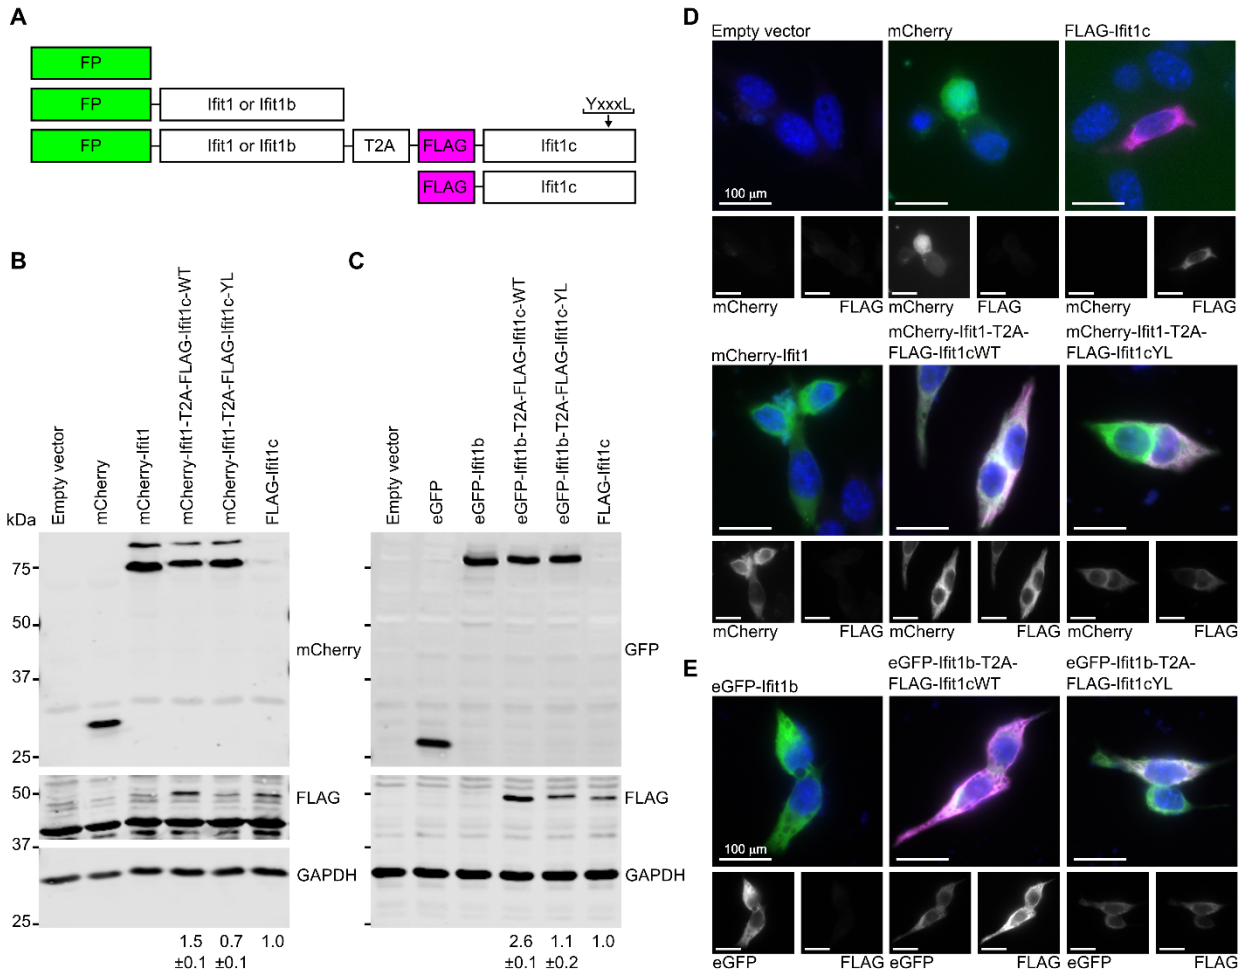 A
FP
FP
Ifit1 or Ifit1b
YxxxL
FP
Ifit1 or Ifit1b
T2A
FLAG
Ifit1c
FLAG
Ifit1c
B
kDa
Empty vector
mCherry
mCherry-Ifit1
mCherry-Ifit1-T2A-FLAG-Ifit1c-WT
mCherry-Ifit1-T2A-FLAG-Ifit1c-YL
FLAG-Ifit1c
75
50
37
25
mCherry
50
FLAG
37
GAPDH
25
1.5
±0.1
0.7
±0.1
1.0
C
Empty vector
eGFP
eGFP-Ifit1b
eGFP-Ifit1b-T2A-FLAG-Ifit1c-WT
eGFP-Ifit1b-T2A-FLAG-Ifit1c-YL
FLAG-Ifit1c
GFP
FLAG
GAPDH
2.6
±0.1
1.1
±0.2
1.0
D
Empty vector
mCherry
FLAG-Ifit1c
100 µm
mCherry
FLAG
mCherry
FLAG
mCherry
FLAG
mCherry-Ifit1
mCherry-Ifit1-T2A-
FLAG-Ifit1cWT
mCherry-Ifit1-T2A-
FLAG-Ifit1cYL
mCherry
FLAG
mCherry
FLAG
mCherry
FLAG
E
eGFP-Ifit1b
eGFP-Ifit1b-T2A-
FLAG-Ifit1cWT
eGFP-Ifit1b-T2A-
FLAG-Ifit1cYL
100 µm
eGFP
FLAG
eGFP
FLAG
eGFP
FLAG